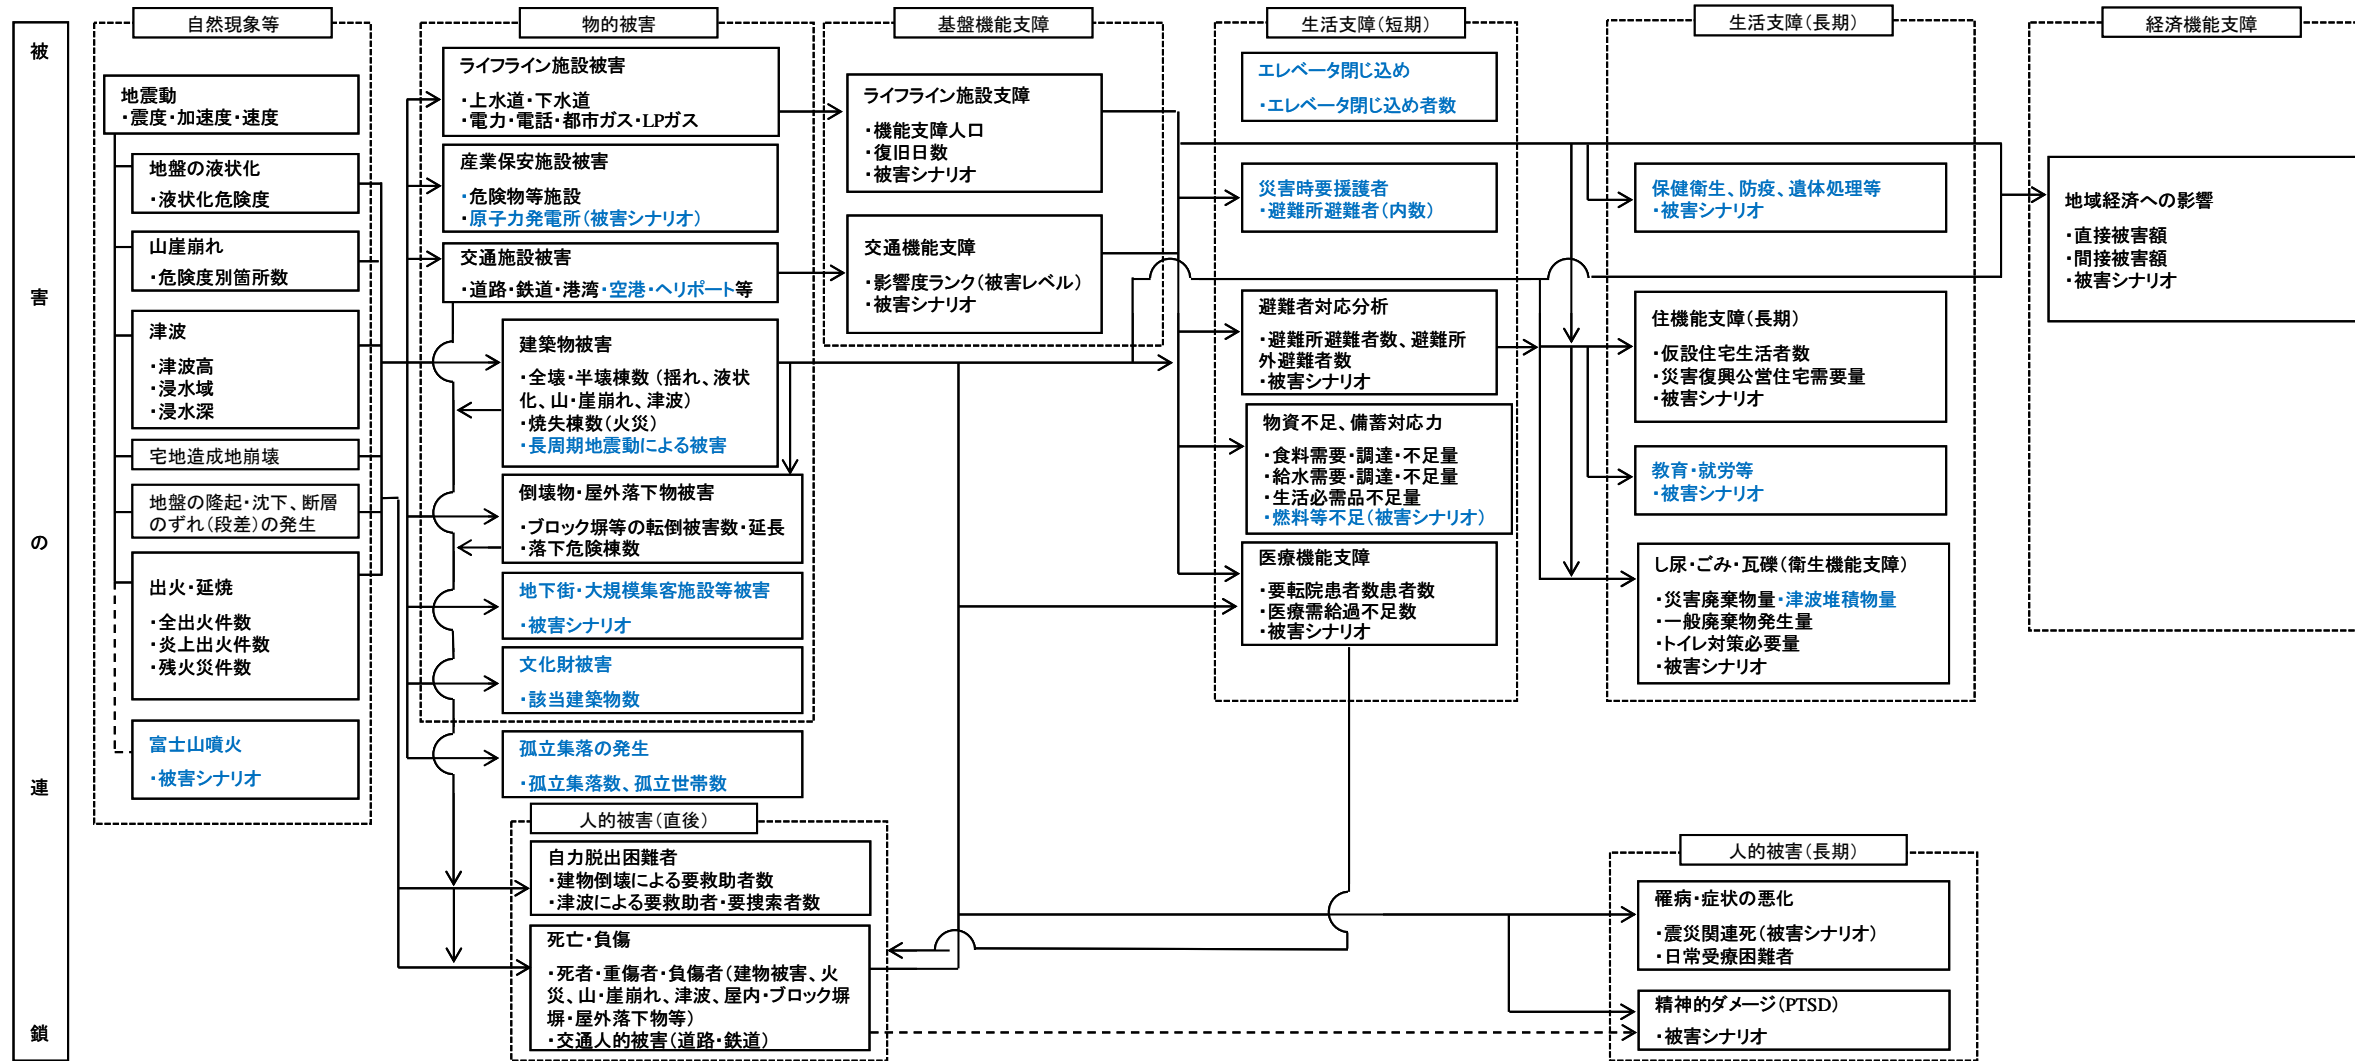 被
害
の
連
鎖
自然現象等
地震動
・震度・加速度・速度
地盤の液状化
・液状化危険度
山崖崩れ
・危険度別箇所数
津波
・津波高
・浸水域
・浸水深
宅地造成地崩壊
地盤の隆起・沈下、断層
のずれ（段差）の発生
出火・延焼
・全出火件数
・炎上出火件数
・残火災件数
富士山噴火
・被害シナリオ
物的被害
ライフライン施設被害
・上水道・下水道
・電力・電話・都市ガス・LPガス
産業保安施設被害
・危険物等施設
・原子力発電所（被害シナリオ）
交通施設被害
・道路・鉄道・港湾・空港・ヘリポート等
建築物被害
・全壊・半壊棟数（揺れ、液状
化、山・崖崩れ、津波）
・焼失棟数（火災）
・長周期地震動による被害
倒壊物・屋外落下物被害
・ブロック塀等の転倒被害数・延長
・落下危険棟数
地下街・大規模集客施設等被害
・被害シナリオ
文化財被害
・該当建築物数
孤立集落の発生
・孤立集落数、孤立世帯数
人的被害（直後）
自力脱出困難者
・建物倒壊による要救助者数
・津波による要救助者・要捜索者数
死亡・負傷
・死者・重傷者・負傷者（建物被害、火
災、山・崖崩れ、津波、屋内・ブロック塀
塀・屋外落下物等）
・交通人的被害（道路・鉄道）
基盤機能支障
ライフライン施設支障
・機能支障人口
・復旧日数
・被害シナリオ
交通機能支障
・影響度ランク（被害レベル）
・被害シナリオ
生活支障（短期）
エレベータ閉じ込め
・エレベータ閉じ込め者数
災害時要援護者
・避難所避難者（内数）
避難者対応分析
・避難所避難者数、避難所
外避難者数
・被害シナリオ
物資不足、備蓄対応力
・食料需要・調達・不足量
・給水需要・調達・不足量
・生活必需品不足量
・燃料等不足（被害シナリオ）
医療機能支障
・要転院患者数患者数
・医療需給過不足数
・被害シナリオ
生活支障（長期）
保健衛生、防疫、遺体処理等
・被害シナリオ
住機能支障（長期）
・仮設住宅生活者数
・災害復興公営住宅需要量
・被害シナリオ
教育・就労等
・被害シナリオ
し尿・ごみ・瓦礫（衛生機能支障）
・災害廃棄物量・津波堆積物量
・一般廃棄物発生量
・トイレ対策必要量
・被害シナリオ
人的被害（長期）
罹病・症状の悪化
・震災関連死（被害シナリオ）
・日常受療困難者
精神的ダメージ（PTSD）
・被害シナリオ
経済機能支障
地域経済への影響
・直接被害額
・間接被害額
・被害シナリオ